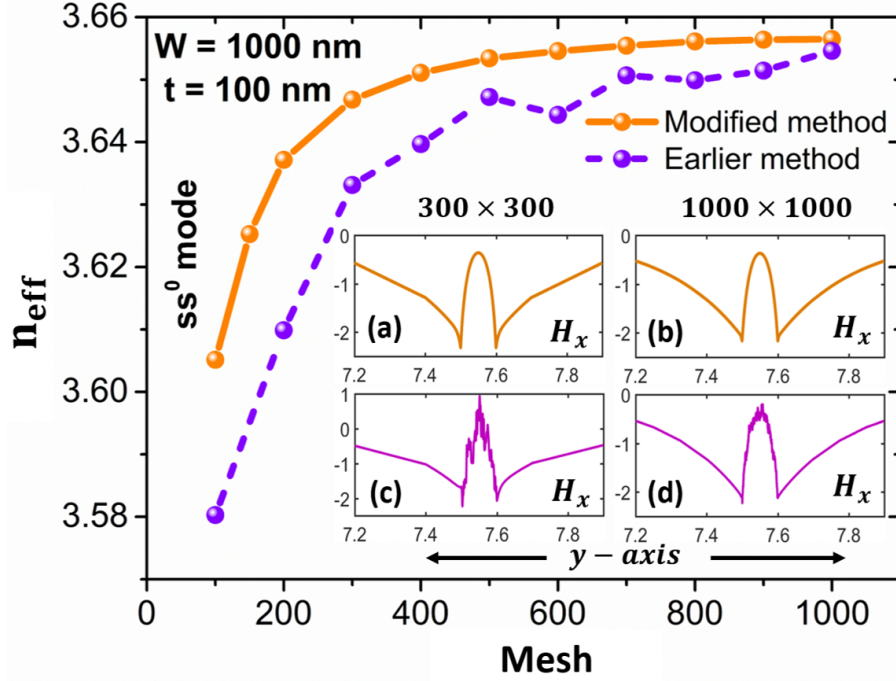 3.66
W = 1000 nm
t = 100 nm
3.64
Modified method
Earlier method
3.62
3.60
3.58
n_eff
ss⁰ mode
300 × 300
1000 × 1000
0
-1
-2
(a)
H_x
7.2 7.4 7.6 7.8
0
-1
-2
(b)
H_x
7.2 7.4 7.6 7.8
1
0
-1
-2
(c)
H_x
7.2 7.4 7.6 7.8
0
-1
-2
(d)
H_x
7.2 7.4 7.6 7.8
y − axis
0 200 400 600 800 1000
Mesh